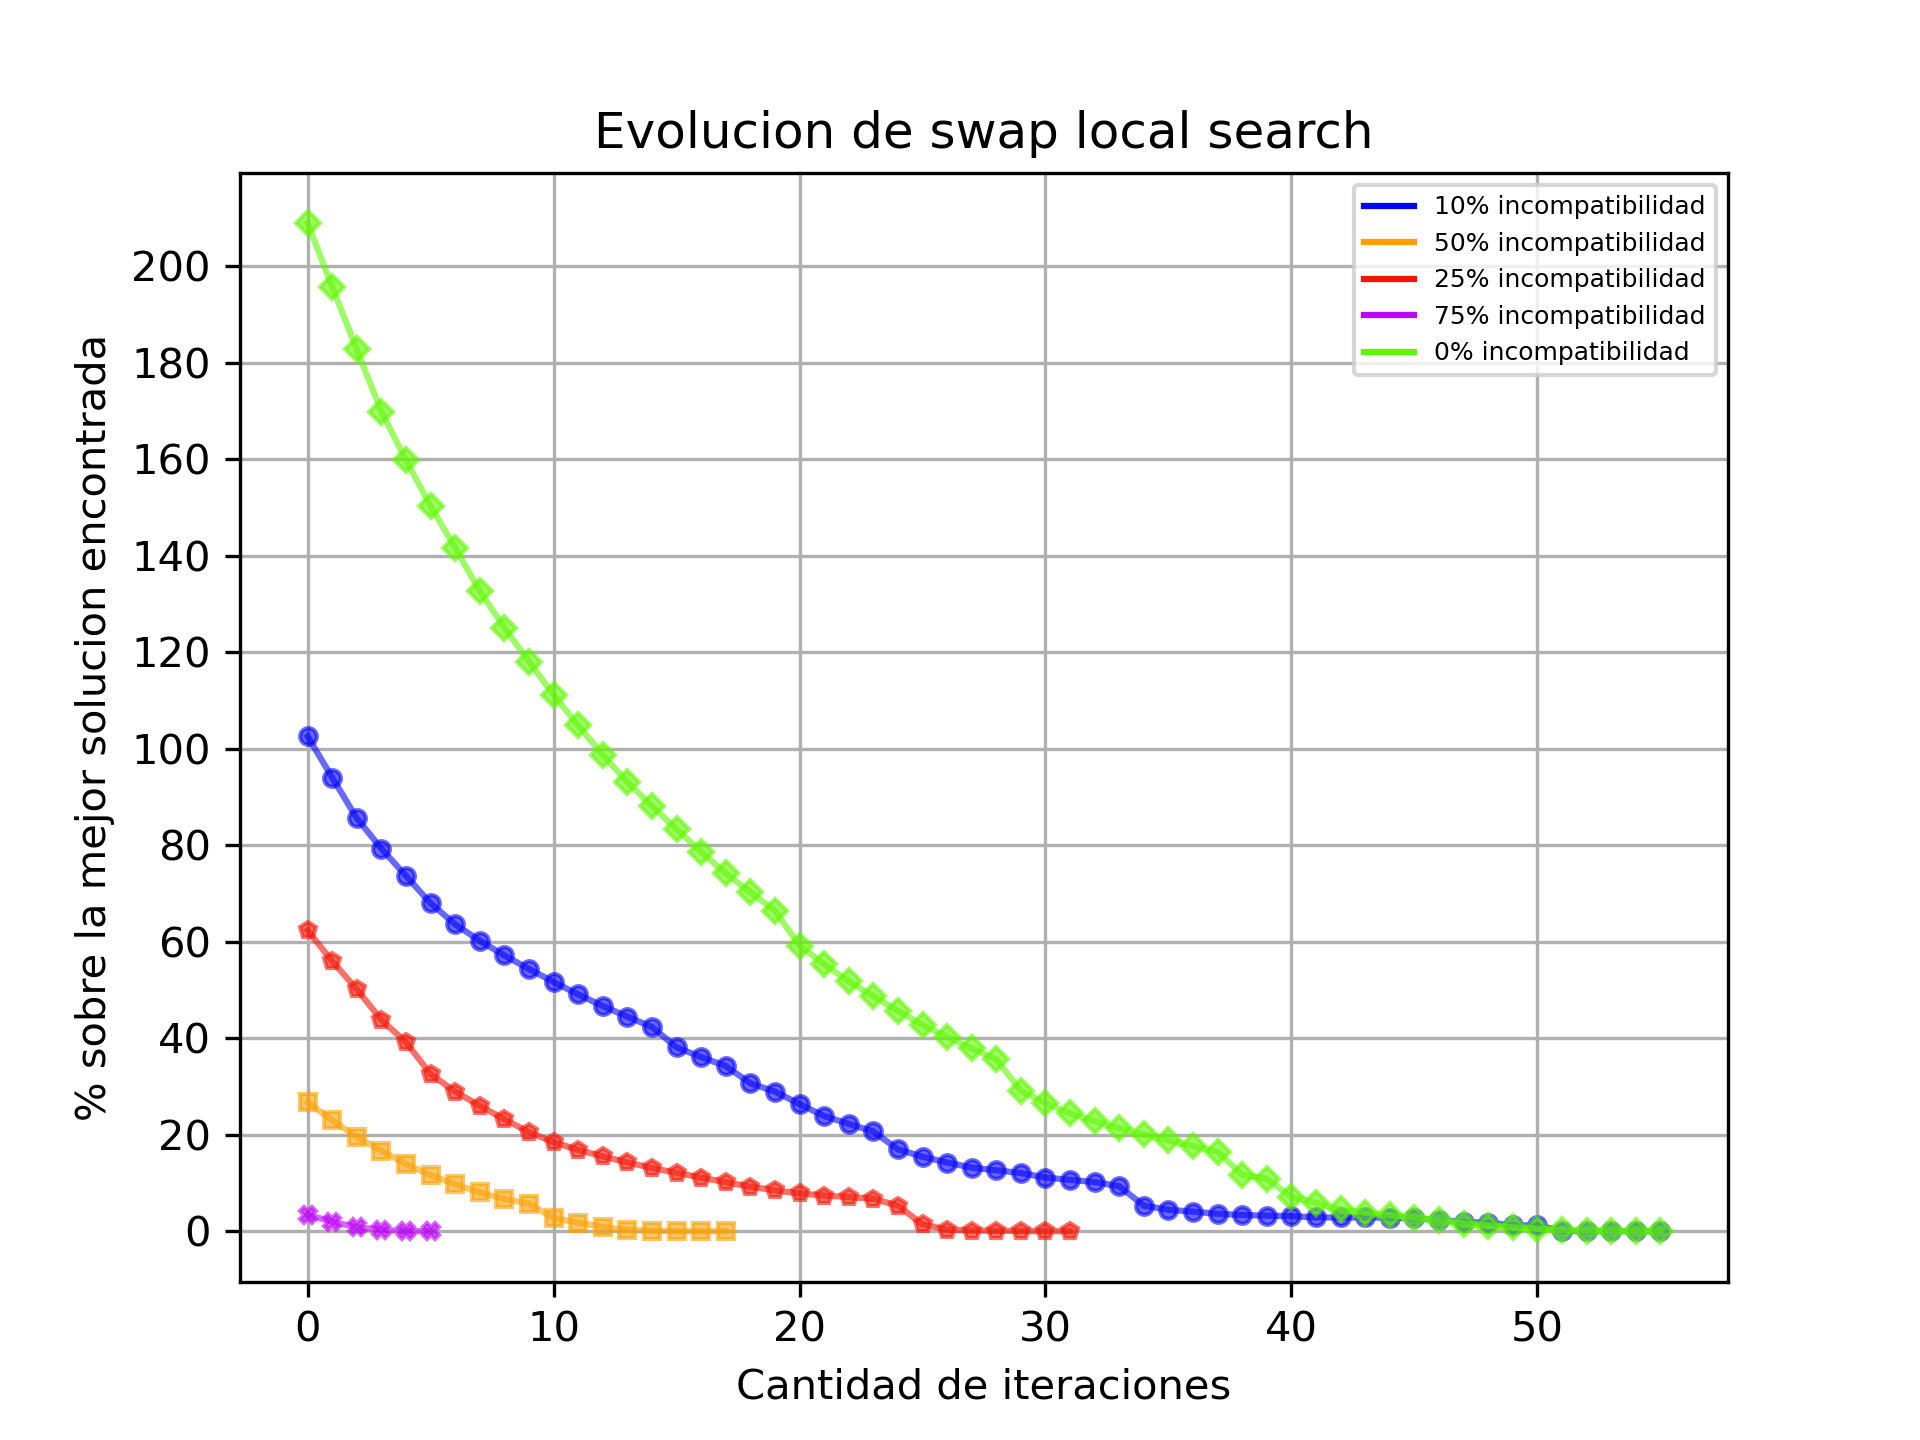 Evolucion de swap local search
10% incompatibilidad
50% incompatibilidad
25% incompatibilidad
75% incompatibilidad
0% incompatibilidad
% sobre la mejor solucion encontrada
200
180
160
140
120
100
80
60
40
20
0
0 10 20 30 40 50
Cantidad de iteraciones